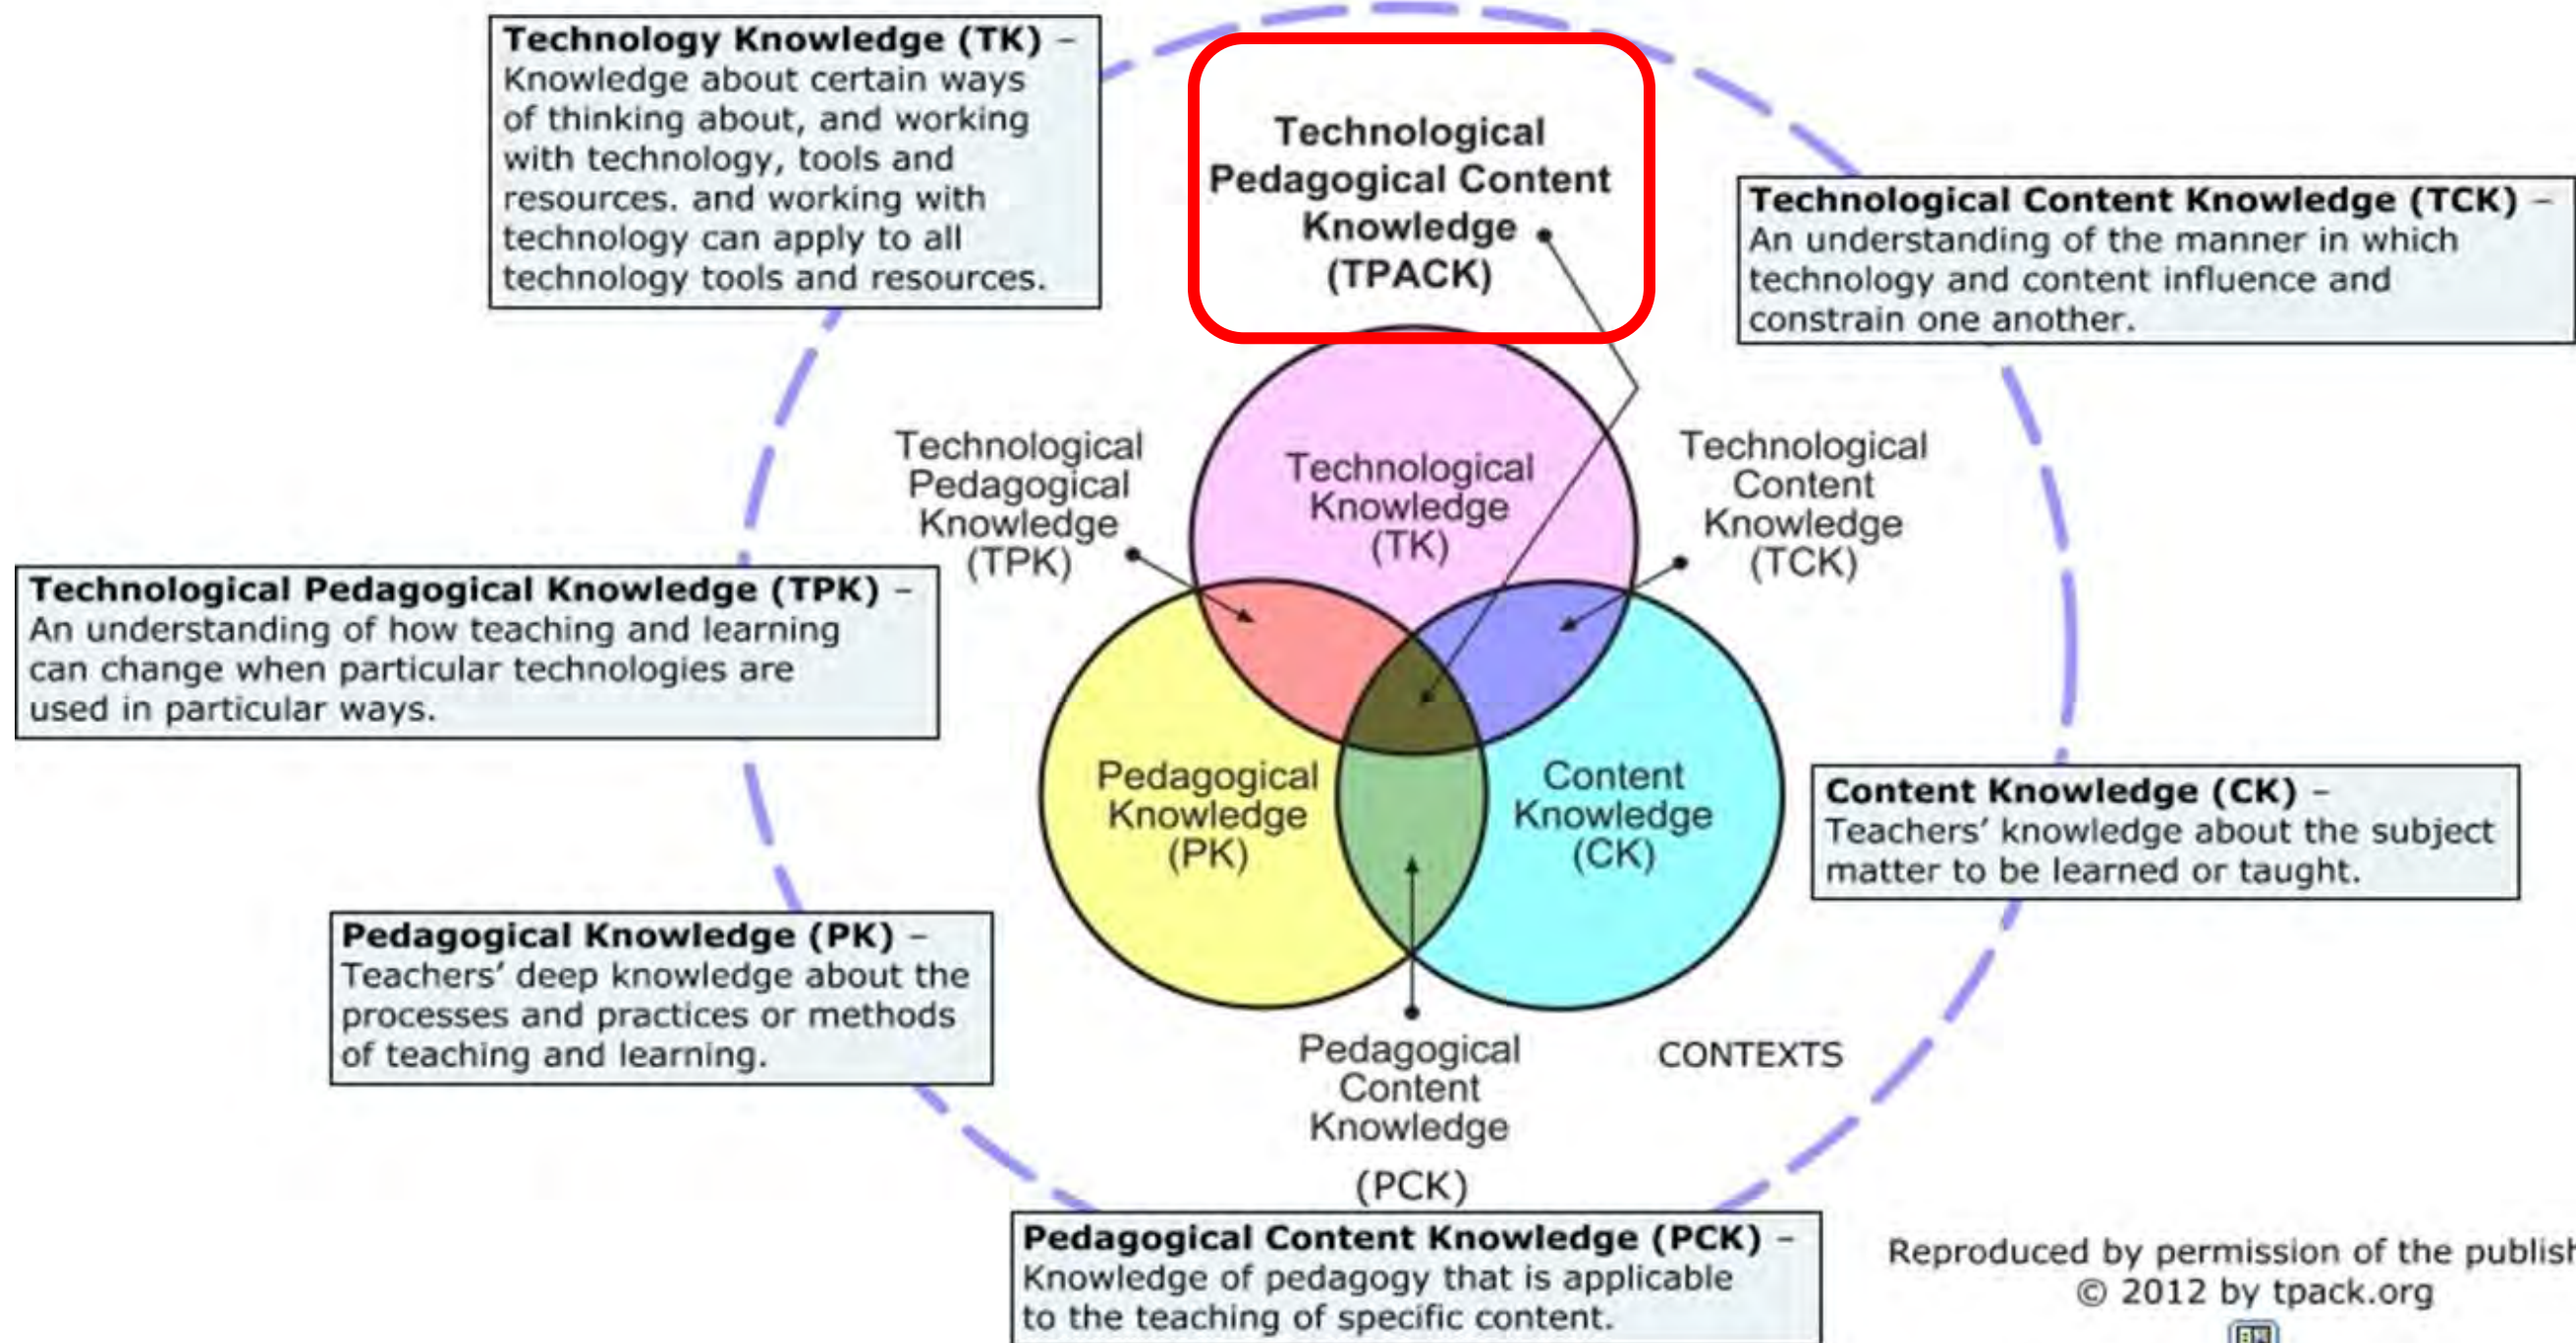 Technology Knowledge (TK) –
Knowledge about certain ways
of thinking about, and working
with technology, tools and
resources. and working with
technology can apply to all
technology tools and resources.
Technological
Pedagogical Content
Knowledge
(TPACK)
Technological Content Knowledge (TCK) –
An understanding of the manner in which
technology and content influence and
constrain one another.
Technological
Pedagogical
Knowledge
(TPK)
Technological
Knowledge
(TK)
Technological
Content
Knowledge
(TCK)
Technological Pedagogical Knowledge (TPK) –
An understanding of how teaching and learning
can change when particular technologies are
used in particular ways.
Pedagogical
Knowledge
(PK)
Content
Knowledge
(CK)
Content Knowledge (CK) –
Teachers’ knowledge about the subject
matter to be learned or taught.
Pedagogical Knowledge (PK) –
Teachers’ deep knowledge about the
processes and practices or methods
of teaching and learning.
Pedagogical
Content
Knowledge
(PCK)
CONTEXTS
Pedagogical Content Knowledge (PCK) –
Knowledge of pedagogy that is applicable
to the teaching of specific content.
Reproduced by permission of the publish
© 2012 by tpack.org